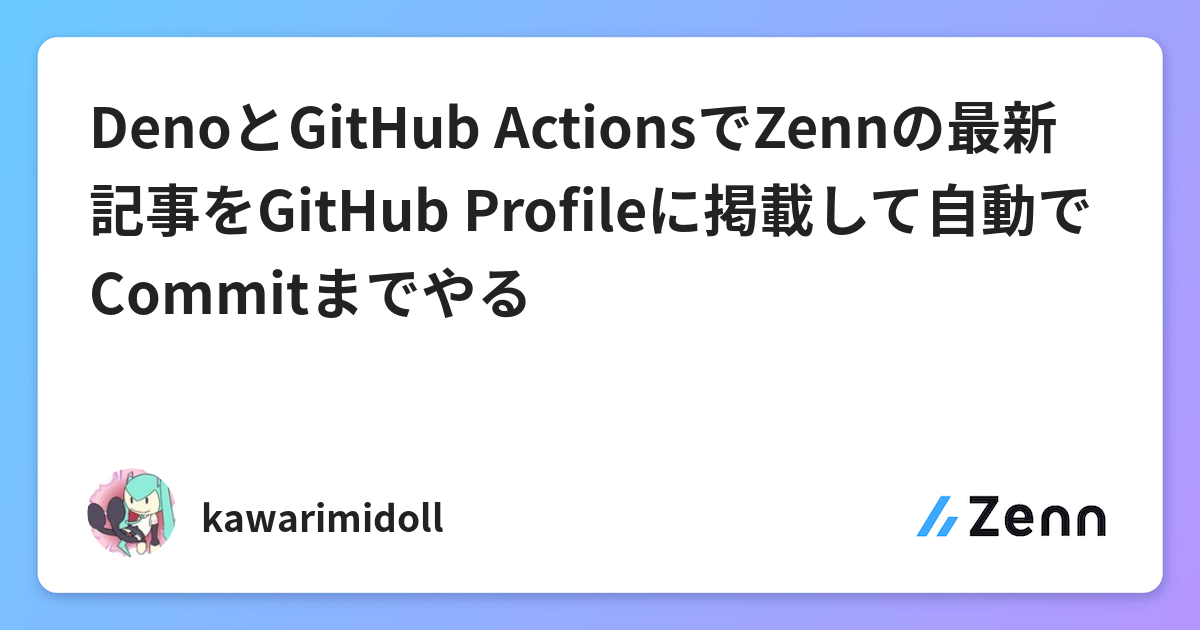 DenoとGitHub ActionsでZennの最新
記事をGitHub Profileに掲載して自動で
Commitまでやる
kawarimidoll
Zenn